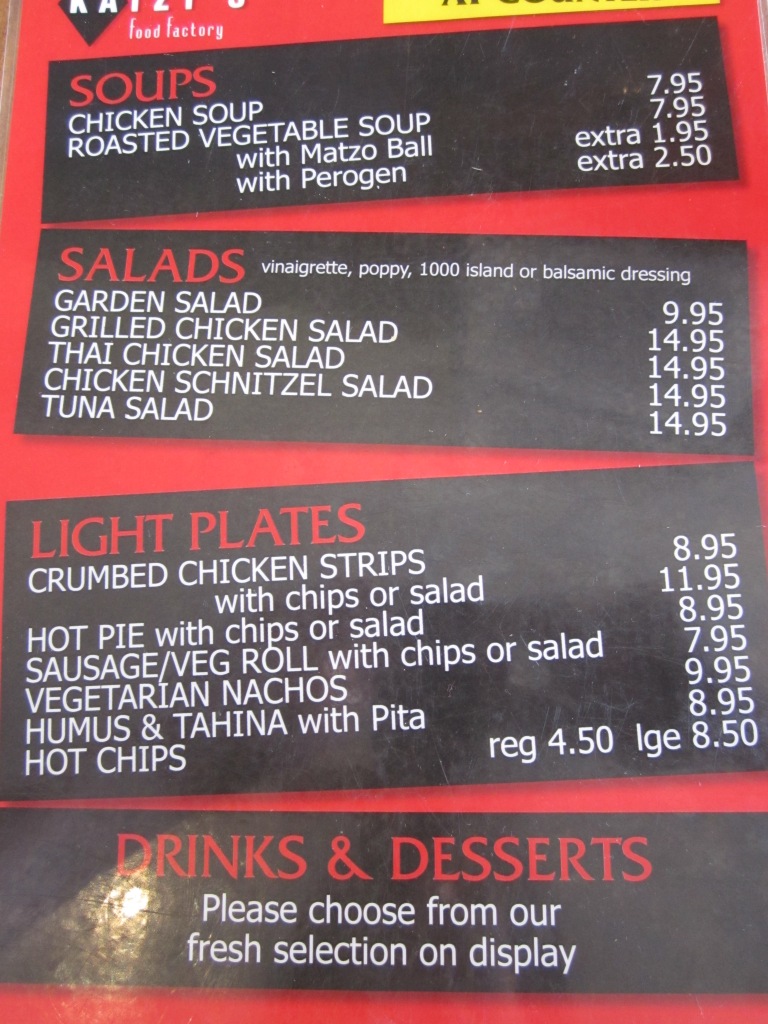 KATZY'S
food factory
AT COUNTER
SOUPS
CHICKEN SOUP 7.95
ROASTED VEGETABLE SOUP 7.95
with Matzo Ball extra 1.95
with Perogen extra 2.50
SALADS vinaigrette, poppy, 1000 island or balsamic dressing
GARDEN SALAD 9.95
GRILLED CHICKEN SALAD 14.95
THAI CHICKEN SALAD 14.95
CHICKEN SCHNITZEL SALAD 14.95
TUNA SALAD 14.95
LIGHT PLATES
CRUMBED CHICKEN STRIPS 8.95
with chips or salad 11.95
HOT PIE with chips or salad 8.95
SAUSAGE/VEG ROLL with chips or salad 7.95
VEGETARIAN NACHOS 9.95
HUMUS & TAHINA with Pita 8.95
HOT CHIPS reg 4.50 lge 8.50
DRINKS & DESSERTS
Please choose from our
fresh selection on display